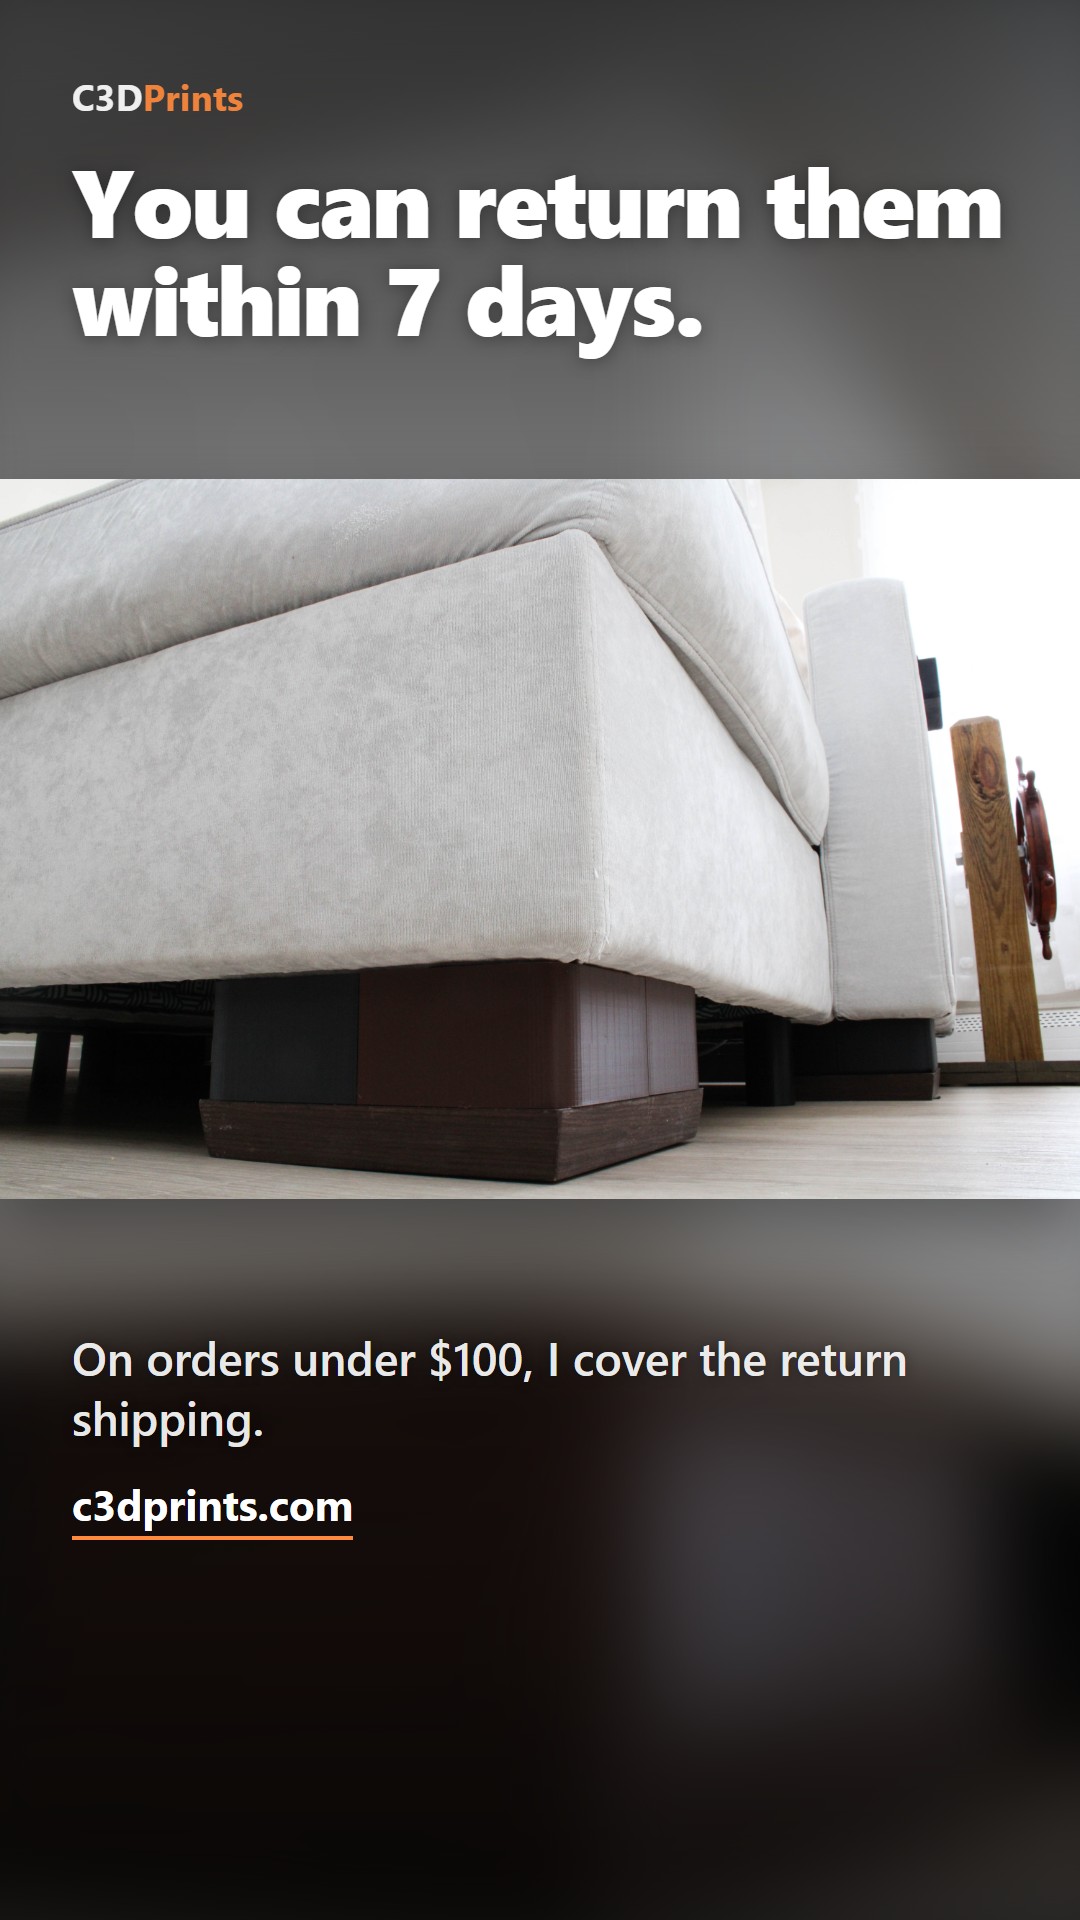 C3DPrints
You can return them
within 7 days.
On orders under $100, I cover the return
shipping.
c3dprints.com